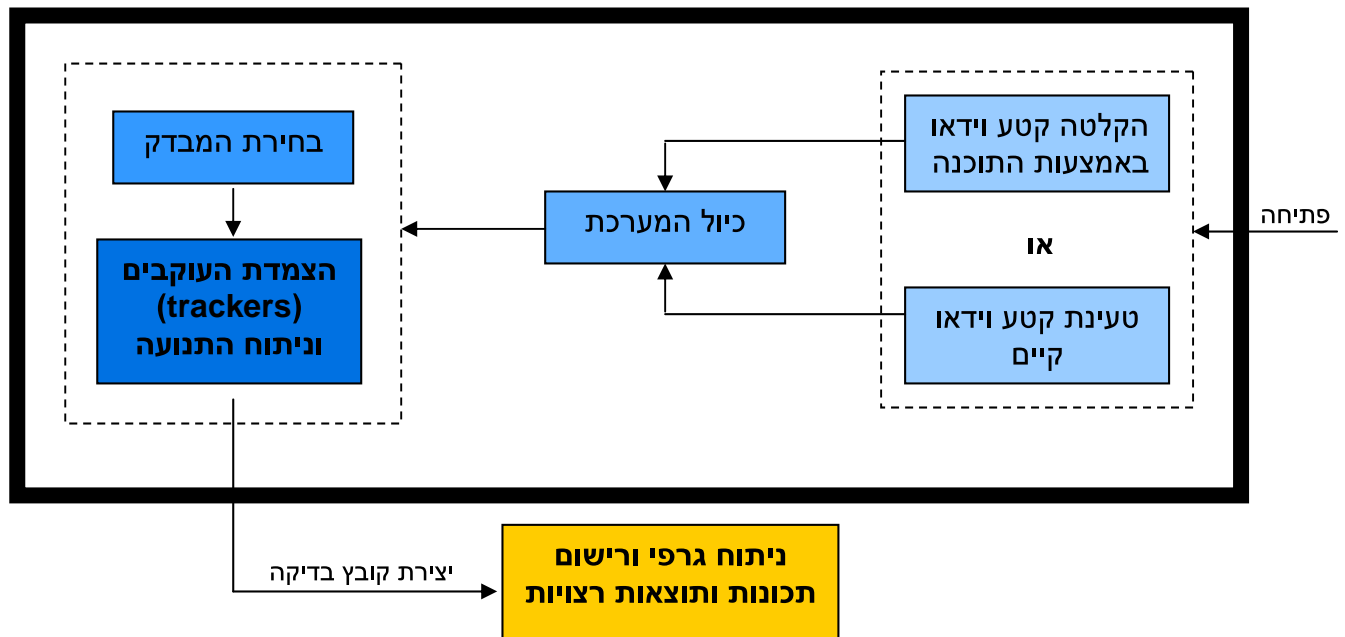 פתיחה
הקלטה קטע וידאו
באמצעות התוכנה
או
טעינת קטע וידאו
קיים
כיול המערכת
בחירת המבדק
הצמדת העוקבים
(trackers)
וניתוח התנועה
יצירת קובץ בדיקה
ניתוח גרפי ורישום
תכונות ותוצאות רצויות